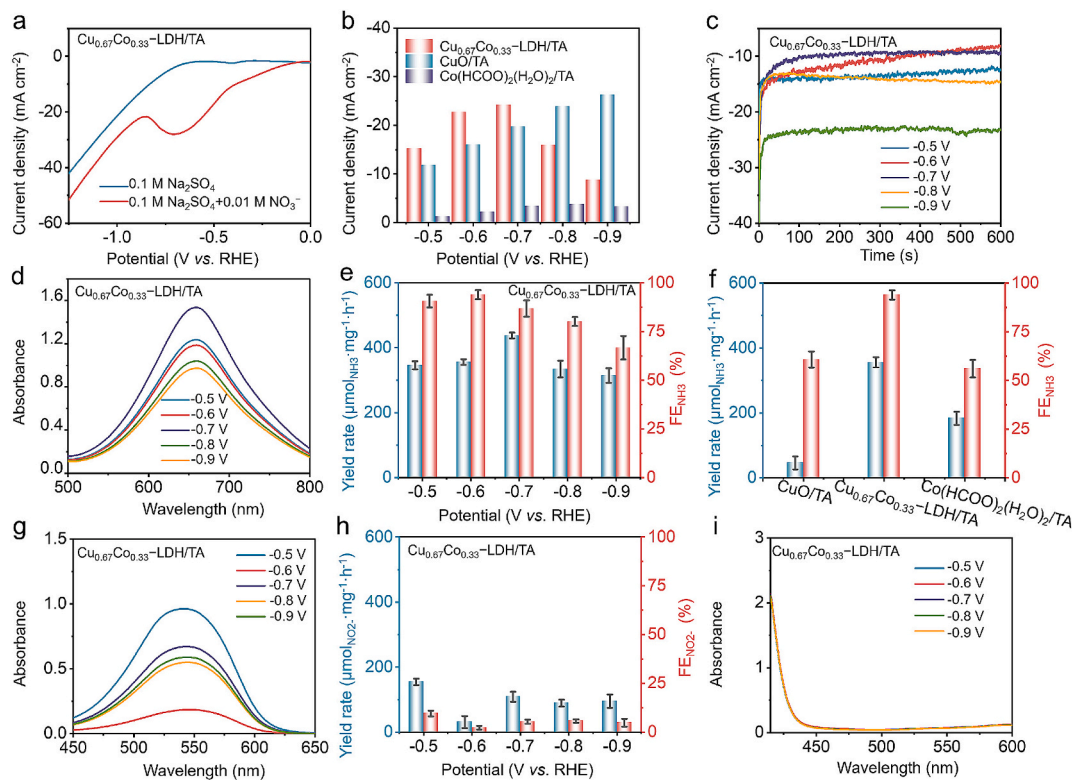 a
Cu₀.₆₇Co₀.₃₃−LDH/TA
Current density (mA cm⁻²)
0
-20
-40
-60
0.1 M Na₂SO₄
0.1 M Na₂SO₄+0.01 M NO₃⁻
-1.0
-0.5
0.0
Potential (V vs. RHE)
b
Current density (mA cm⁻²)
-40
-30
-20
-10
0
Cu₀.₆₇Co₀.₃₃−LDH/TA
CuO/TA
Co(HCOO)₂(H₂O)₂/TA
-0.5
-0.6
-0.7
-0.8
-0.9
Potential (V vs. RHE)
c
Cu₀.₆₇Co₀.₃₃−LDH/TA
Current density (mA cm⁻²)
-10
-20
-30
-40
-0.5 V
-0.6 V
-0.7 V
-0.8 V
-0.9 V
0
100
200
300
400
500
600
Time (s)
d
Cu₀.₆₇Co₀.₃₃−LDH/TA
Absorbance
1.6
1.2
0.8
0.4
0.0
-0.5 V
-0.6 V
-0.7 V
-0.8 V
-0.9 V
500
600
700
800
Wavelength (nm)
e
Cu₀.₆₇Co₀.₃₃−LDH/TA
Yield rate (μmol_NH3·mg⁻¹·h⁻¹)
600
400
200
0
100
75
50
25
0
FE_NH3 (%)
-0.5
-0.6
-0.7
-0.8
-0.9
Potential (V vs. RHE)
f
Yield rate (μmol_NH3·mg⁻¹·h⁻¹)
600
400
200
0
100
75
50
25
0
FE_NH3 (%)
CuO/TA
Cu₀.₆₇Co₀.₃₃−LDH/TA
Co(HCOO)₂(H₂O)₂/TA
g
Cu₀.₆₇Co₀.₃₃−LDH/TA
Absorbance
1.5
1.0
0.5
0.0
-0.5 V
-0.6 V
-0.7 V
-0.8 V
-0.9 V
450
500
550
600
650
Wavelength (nm)
h
Cu₀.₆₇Co₀.₃₃−LDH/TA
Yield rate (μmol_NO2-·mg⁻¹·h⁻¹)
600
400
200
0
100
75
50
25
0
FE_NO2- (%)
-0.5
-0.6
-0.7
-0.8
-0.9
Potential (V vs. RHE)
i
Cu₀.₆₇Co₀.₃₃−LDH/TA
Absorbance
3
2
1
0
-0.5 V
-0.6 V
-0.7 V
-0.8 V
-0.9 V
450
500
550
600
Wavelength (nm)